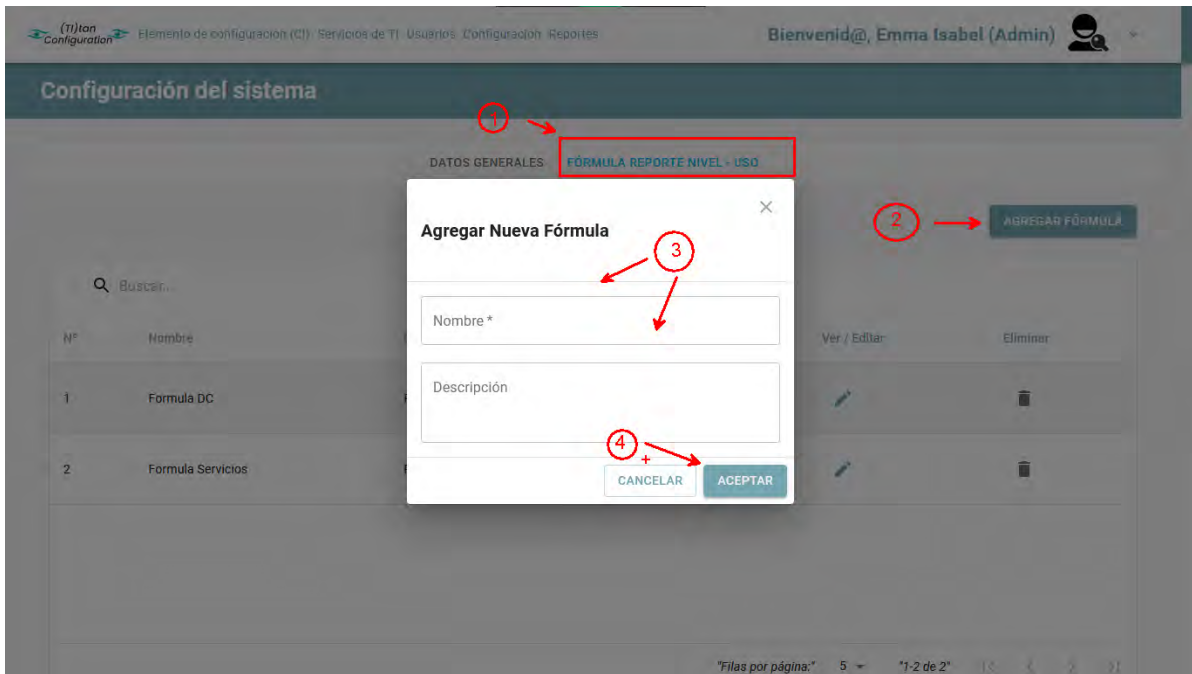 (TI)tan
Configuration
Elemento de configuración (CI) Servicios de TI Usuarios Configuración Reportes
Bienvenid@, Emma Isabel (Admin)
Configuración del sistema
1
DATOS GENERALES FÓRMULA REPORTE NIVEL - USO
2
AGREGAR FÓRMULA
Agregar Nueva Fórmula
3
Buscar...
Nombre *
N° Nombre Ver / Editar Eliminar
Descripción
1 Formula DC
4
2 Formula Servicios
CANCELAR ACEPTAR
"Filas por página:" 5 "1-2 de 2"